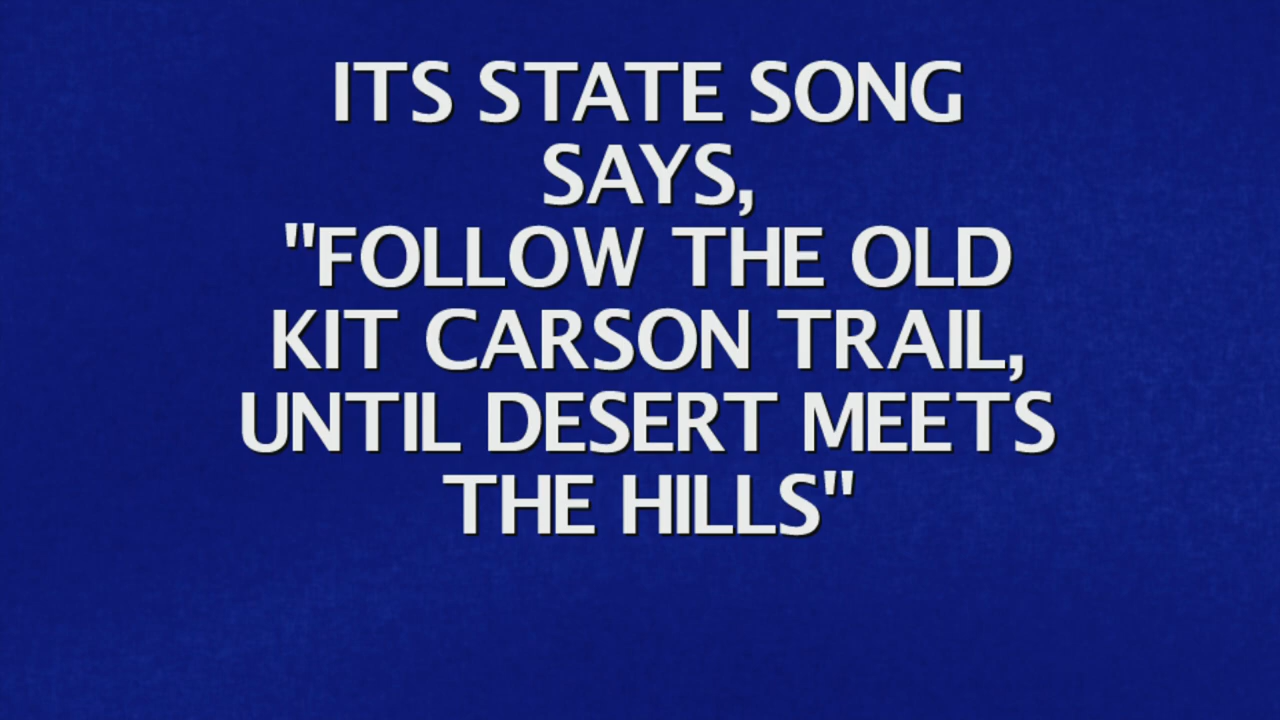 ITS STATE SONG
SAYS,
"FOLLOW THE OLD
KIT CARSON TRAIL,
UNTIL DESERT MEETS
THE HILLS"